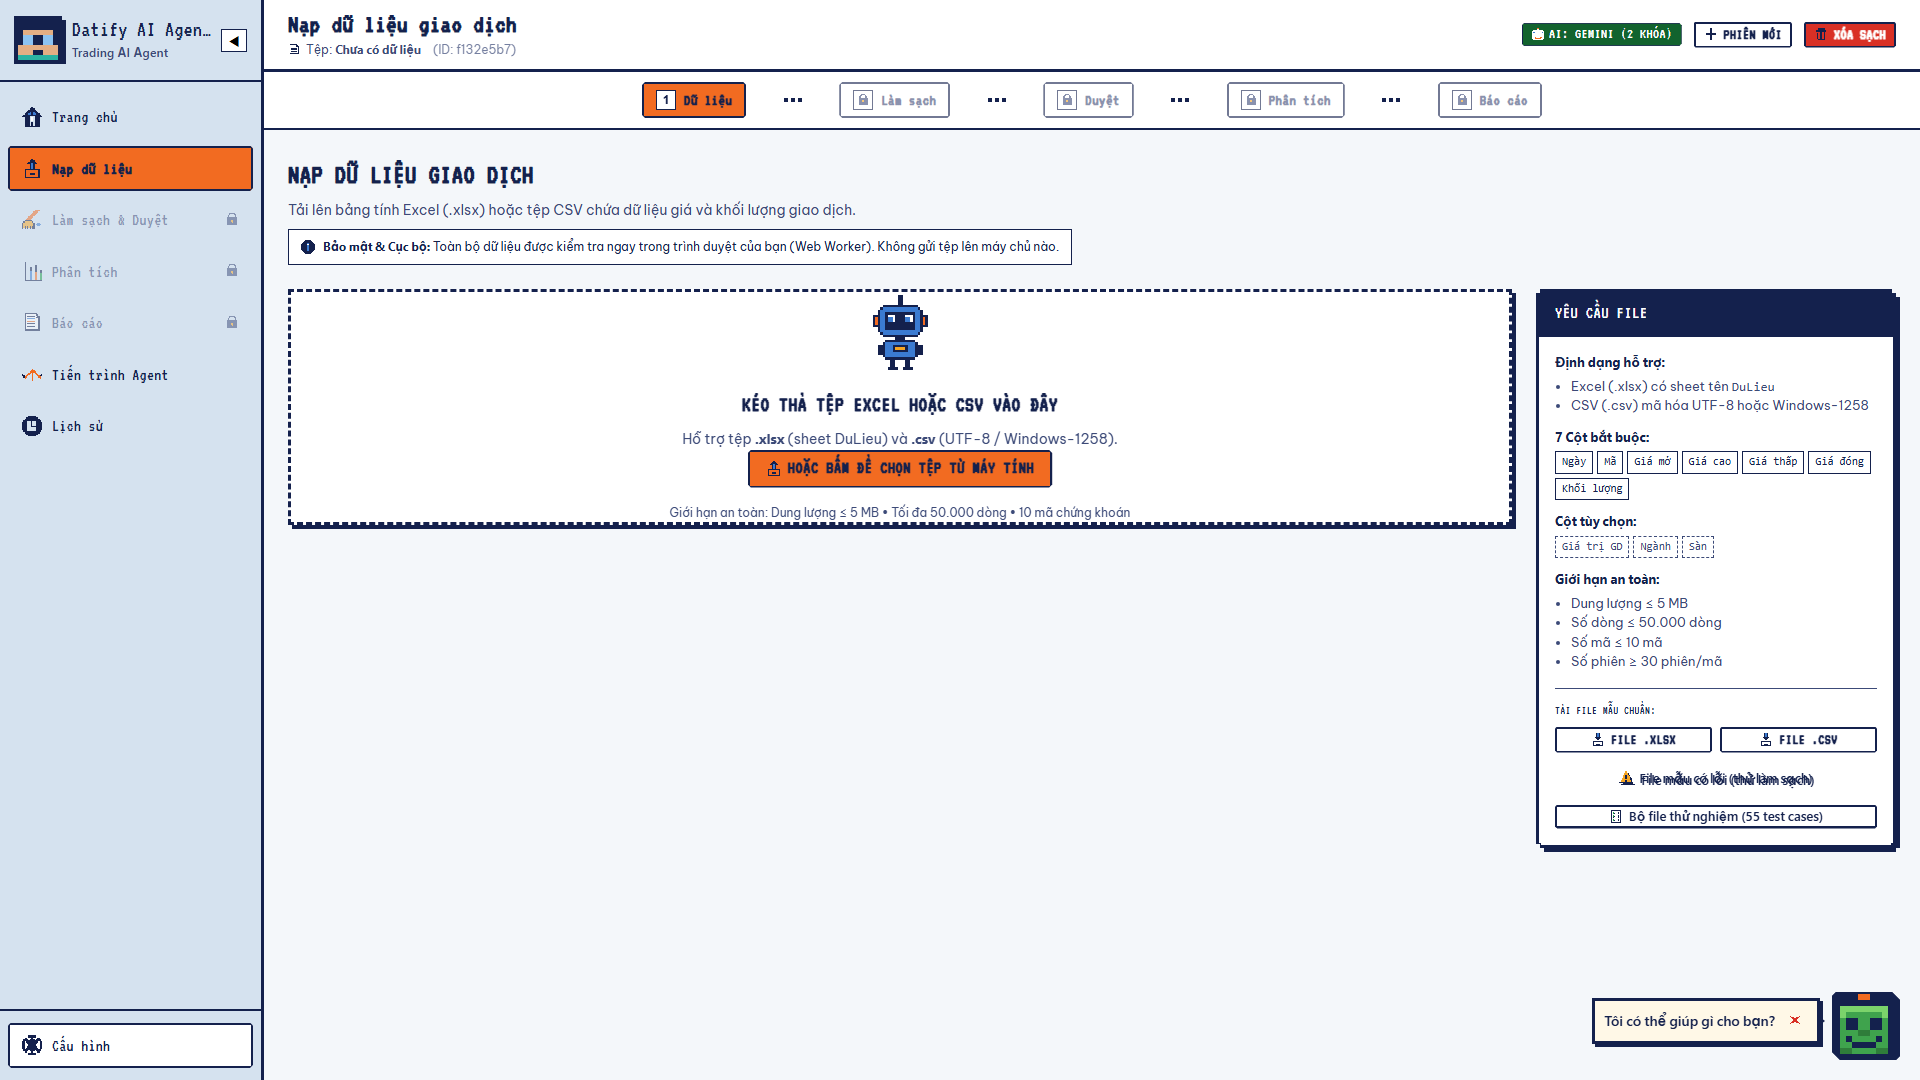 Datify AI Agen...
Trading AI Agent
Trang chủ
Nạp dữ liệu
Làm sạch & Duyệt
Phân tích
Báo cáo
Tiến trình Agent
Lịch sử
Cấu hình
Nạp dữ liệu giao dịch
Tệp: Chưa có dữ liệu (ID: f132e5b7)
AI: GEMINI (2 KHÓA)
PHIÊN MỚI
XÓA SẠCH
1 Dữ liệu
Làm sạch
Duyệt
Phân tích
Báo cáo
NẠP DỮ LIỆU GIAO DỊCH
Tải lên bảng tính Excel (.xlsx) hoặc tệp CSV chứa dữ liệu giá và khối lượng giao dịch.
Bảo mật & Cục bộ: Toàn bộ dữ liệu được kiểm tra ngay trong trình duyệt của bạn (Web Worker). Không gửi tệp lên máy chủ nào.
KÉO THẢ TỆP EXCEL HOẶC CSV VÀO ĐÂY
Hỗ trợ tệp .xlsx (sheet DuLieu) và .csv (UTF-8 / Windows-1258).
HOẶC BẤM ĐỂ CHỌN TỆP TỪ MÁY TÍNH
Giới hạn an toàn: Dung lượng ≤ 5 MB • Tối đa 50.000 dòng • 10 mã chứng khoán
YÊU CẦU FILE
Định dạng hỗ trợ:
• Excel (.xlsx) có sheet tên DuLieu
• CSV (.csv) mã hóa UTF-8 hoặc Windows-1258
7 Cột bắt buộc:
Ngày Mã Giá mở Giá cao Giá thấp Giá đóng
Khối lượng
Cột tùy chọn:
Giá trị GD Ngành Sàn
Giới hạn an toàn:
• Dung lượng ≤ 5 MB
• Số dòng ≤ 50.000 dòng
• Số mã ≤ 10 mã
• Số phiên ≥ 30 phiên/mã
TẢI FILE MẪU CHUẨN:
FILE .XLSX
FILE .CSV
File mẫu có lỗi (thử làm sạch)
Bộ file thử nghiệm (55 test cases)
Tôi có thể giúp gì cho bạn?